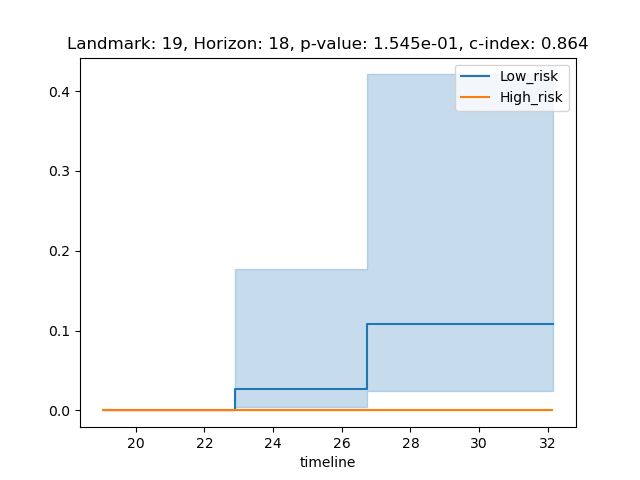 Landmark: 19, Horizon: 18, p-value: 1.545e-01, c-index: 0.864
Low_risk
High_risk
0.4
0.3
0.2
0.1
0.0
20 22 24 26 28 30 32
timeline